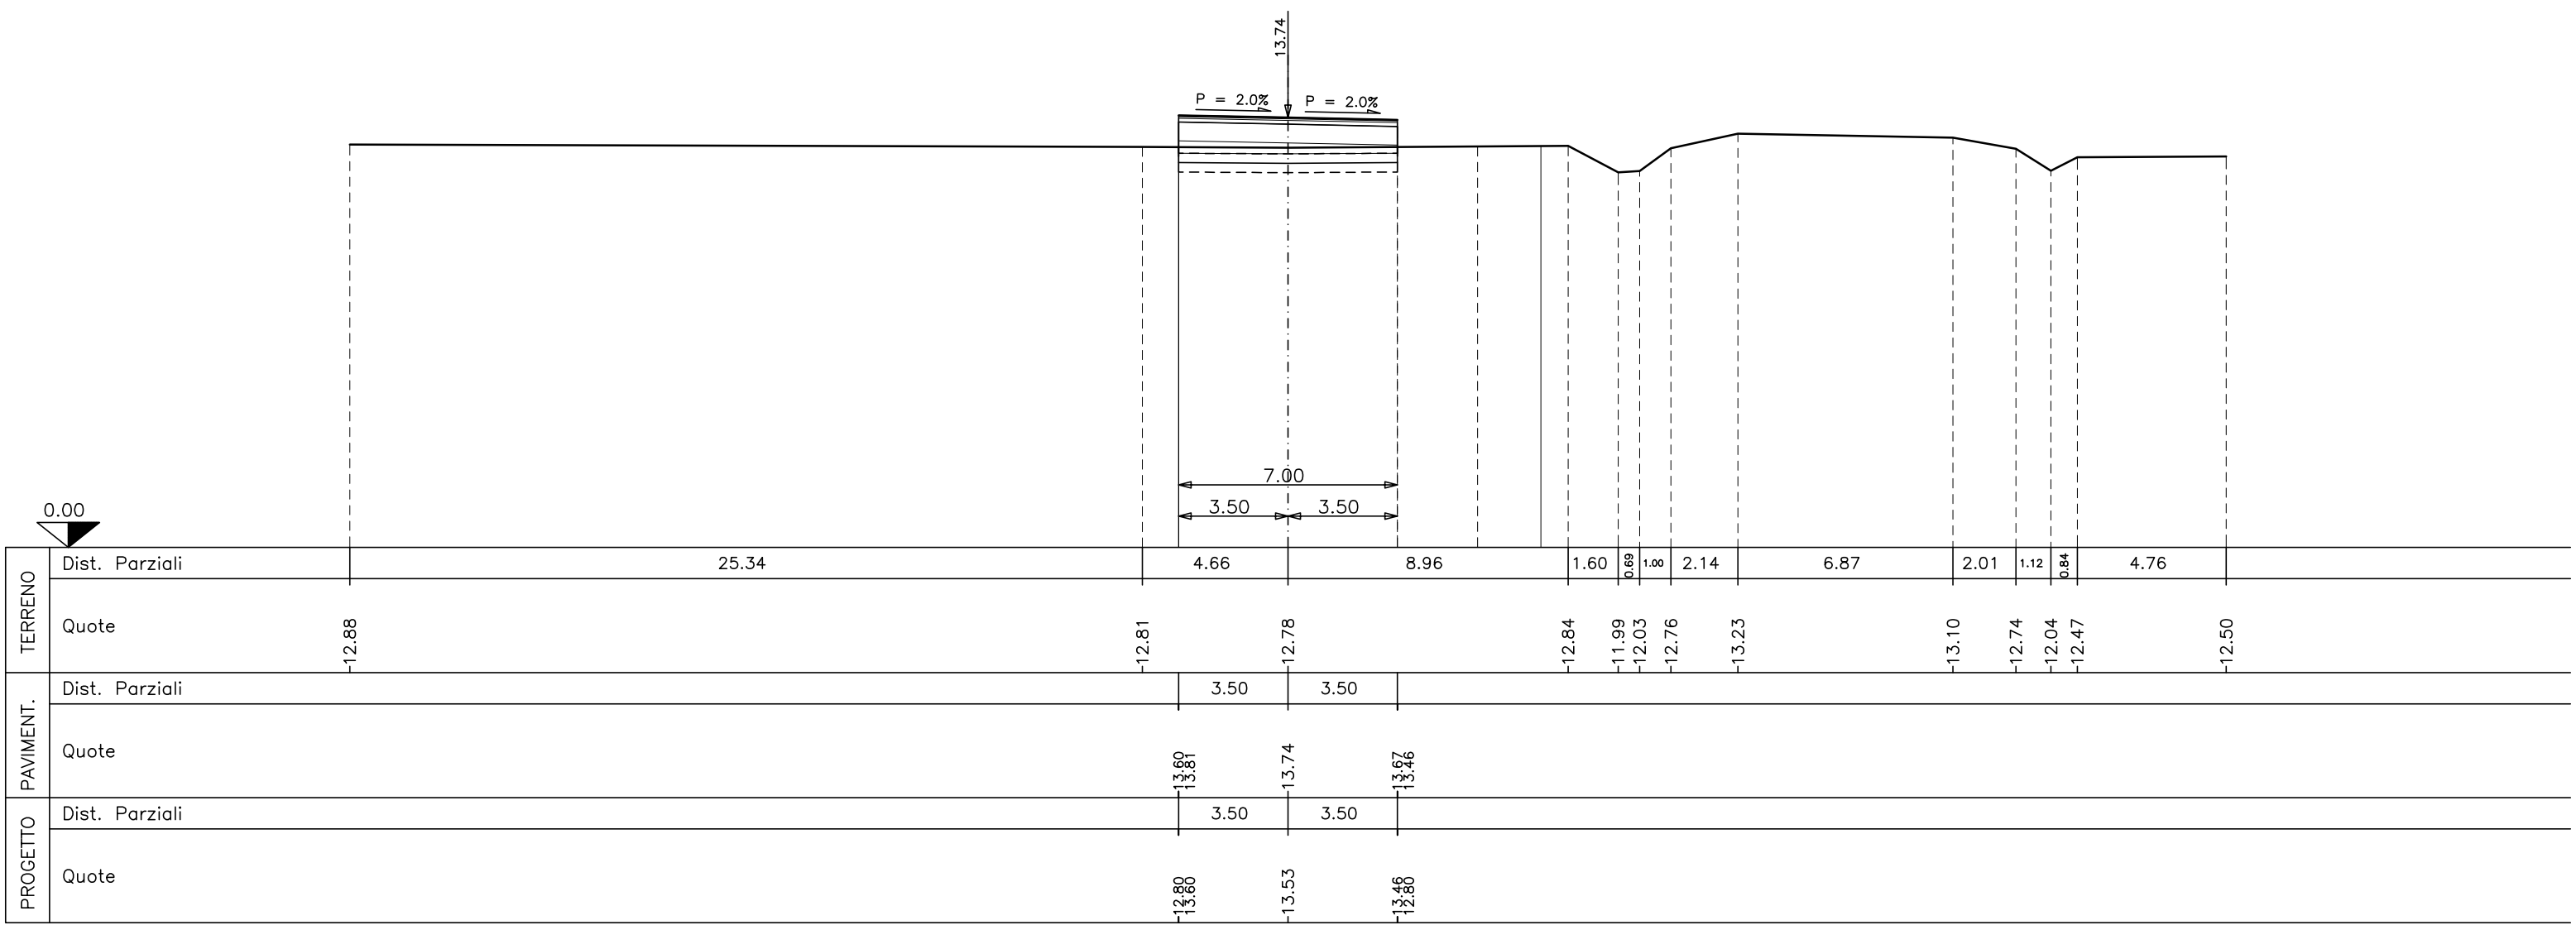 13.74
P = 2.0% P = 2.0%
7.00
3.50 3.50
0.00
TERRENO
Dist. Parziali 25.34 4.66 8.96 1.60 0.69 1.00 2.14 6.87 2.01 1.12 0.84 4.76
Quote 12.88 12.81 12.78 12.84 11.99 12.03 12.76 13.23 13.10 12.74 12.04 12.47 12.50
PAVIMENT.
Dist. Parziali 3.50 3.50
Quote 13.60 13.81 13.74 13.67 13.46
PROGETTO
Dist. Parziali 3.50 3.50
Quote 12.80 13.60 13.53 13.46 12.80